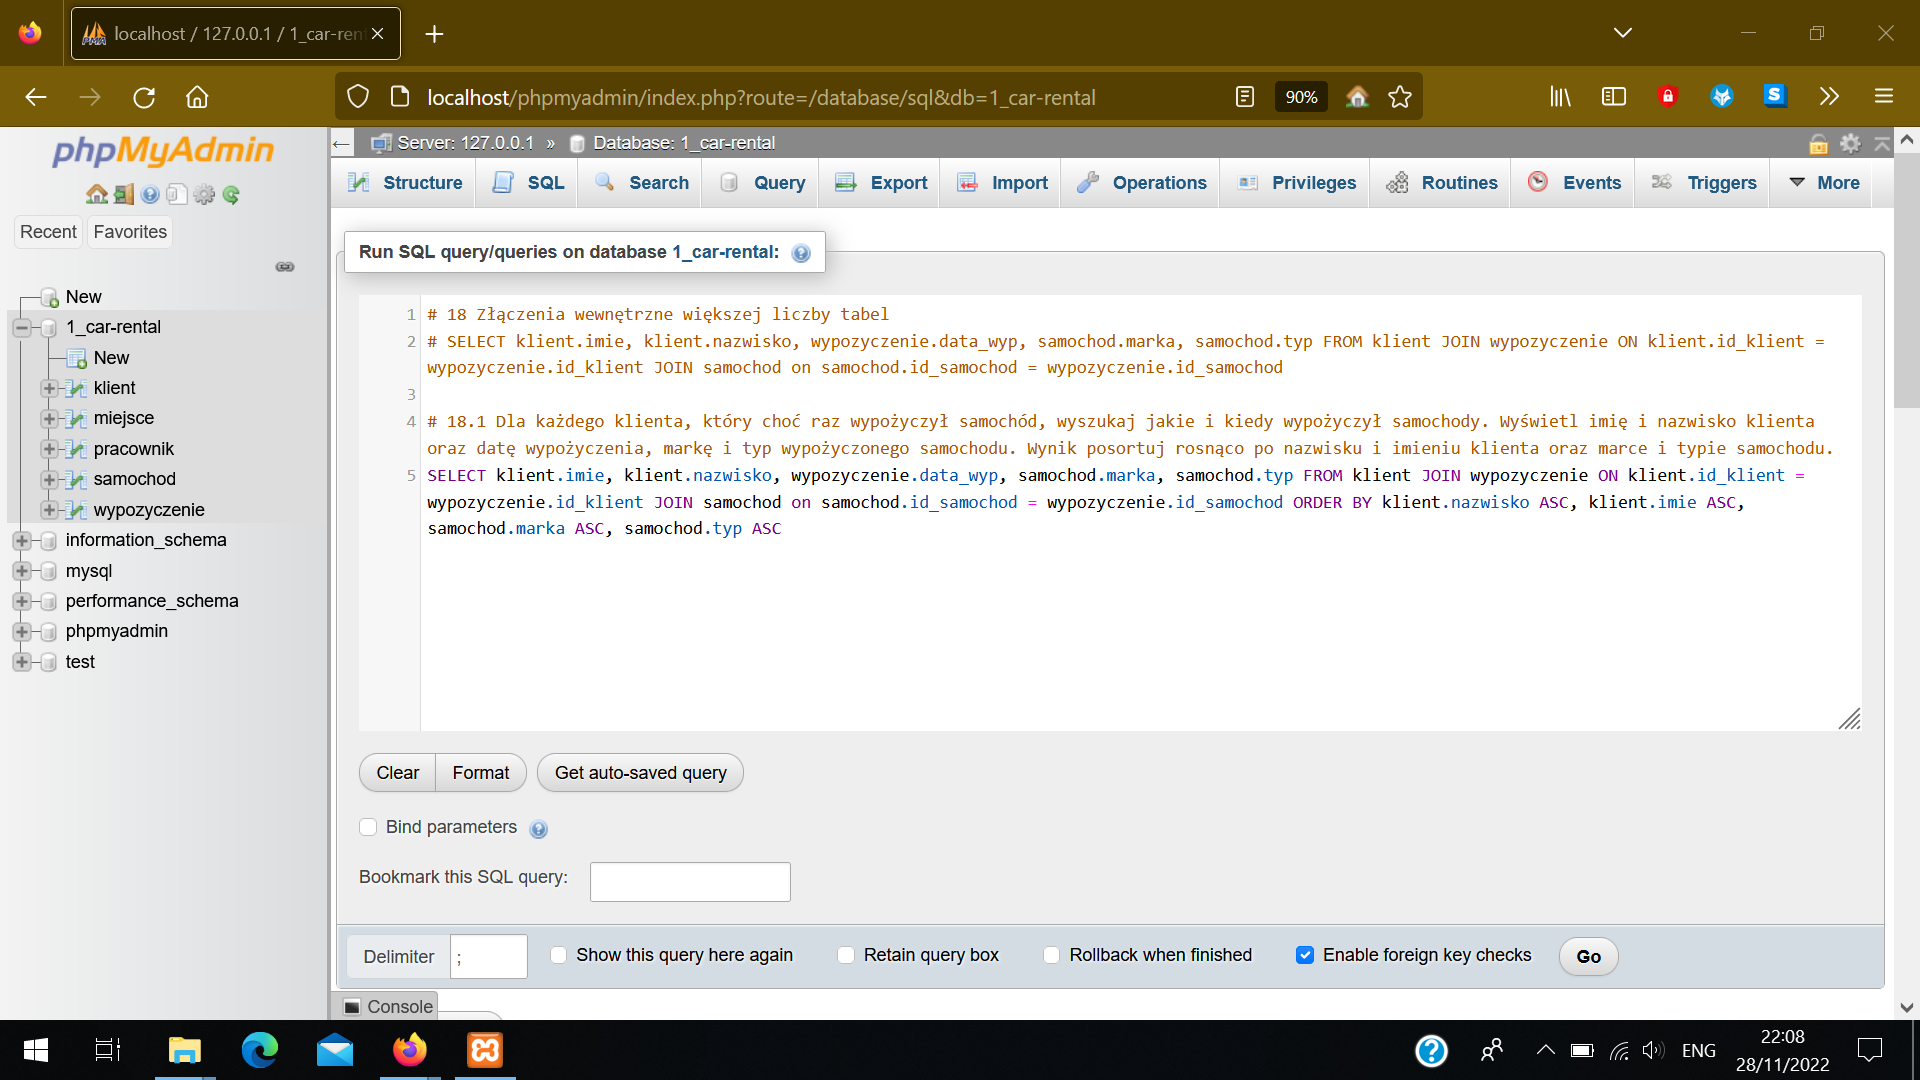 localhost / 127.0.0.1 / 1_car-ren
localhost/phpmyadmin/index.php?route=/database/sql&db=1_car-rental
90%
phpMyAdmin
Recent
Favorites
New
1_car-rental
New
klient
miejsce
pracownik
samochod
wypozyczenie
information_schema
mysql
performance_schema
phpmyadmin
test
Server: 127.0.0.1 » Database: 1_car-rental
Structure SQL Search Query Export Import Operations Privileges Routines Events Triggers More
Run SQL query/queries on database 1_car-rental:
1 # 18 Złączenia wewnętrzne większej liczby tabel
2 # SELECT klient.imie, klient.nazwisko, wypozyczenie.data_wyp, samochod.marka, samochod.typ FROM klient JOIN wypozyczenie ON klient.id_klient =
wypozyczenie.id_klient JOIN samochod on samochod.id_samochod = wypozyczenie.id_samochod
3
4 # 18.1 Dla każdego klienta, który choć raz wypożyczył samochód, wyszukaj jakie i kiedy wypożyczył samochody. Wyświetl imię i nazwisko klienta
oraz datę wypożyczenia, markę i typ wypożyczonego samochodu. Wynik posortuj rosnąco po nazwisku i imieniu klienta oraz marce i typie samochodu.
5 SELECT klient.imie, klient.nazwisko, wypozyczenie.data_wyp, samochod.marka, samochod.typ FROM klient JOIN wypozyczenie ON klient.id_klient =
wypozyczenie.id_klient JOIN samochod on samochod.id_samochod = wypozyczenie.id_samochod ORDER BY klient.nazwisko ASC, klient.imie ASC,
samochod.marka ASC, samochod.typ ASC
Clear Format Get auto-saved query
Bind parameters
Bookmark this SQL query:
Delimiter ; Show this query here again Retain query box Rollback when finished Enable foreign key checks Go
Console
ENG
22:08
28/11/2022